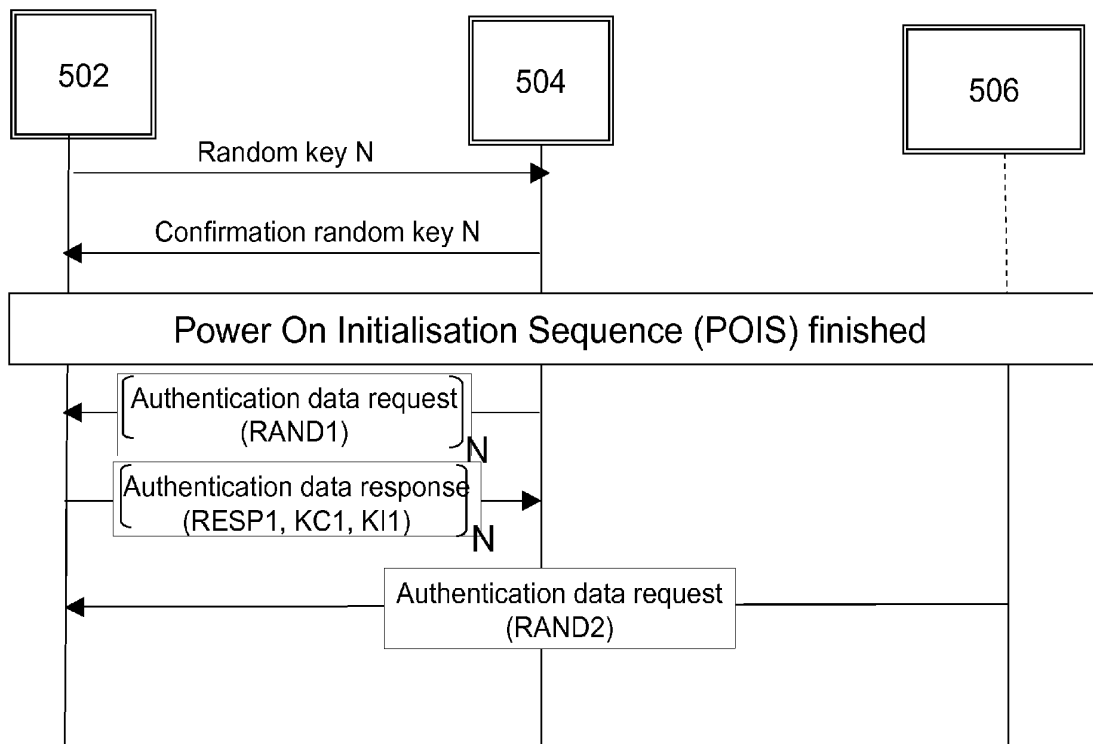 502
504
506
Random key N
Confirmation random key N
Power On Initialisation Sequence (POIS) finished
Authentication data request
(RAND1)
N
Authentication data response
(RESP1, KC1, KI1)
N
Authentication data request
(RAND2)